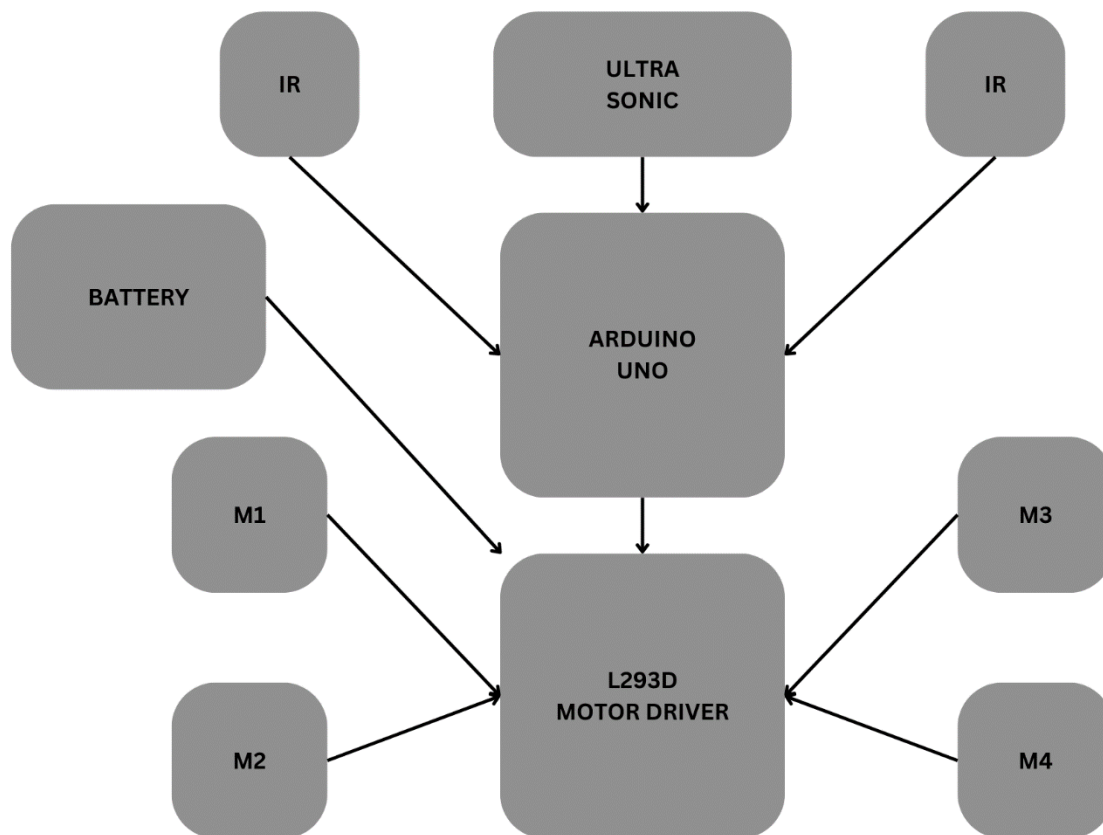 IR
ULTRA
SONIC
IR
BATTERY
ARDUINO
UNO
M1
M3
L293D
MOTOR DRIVER
M2
M4